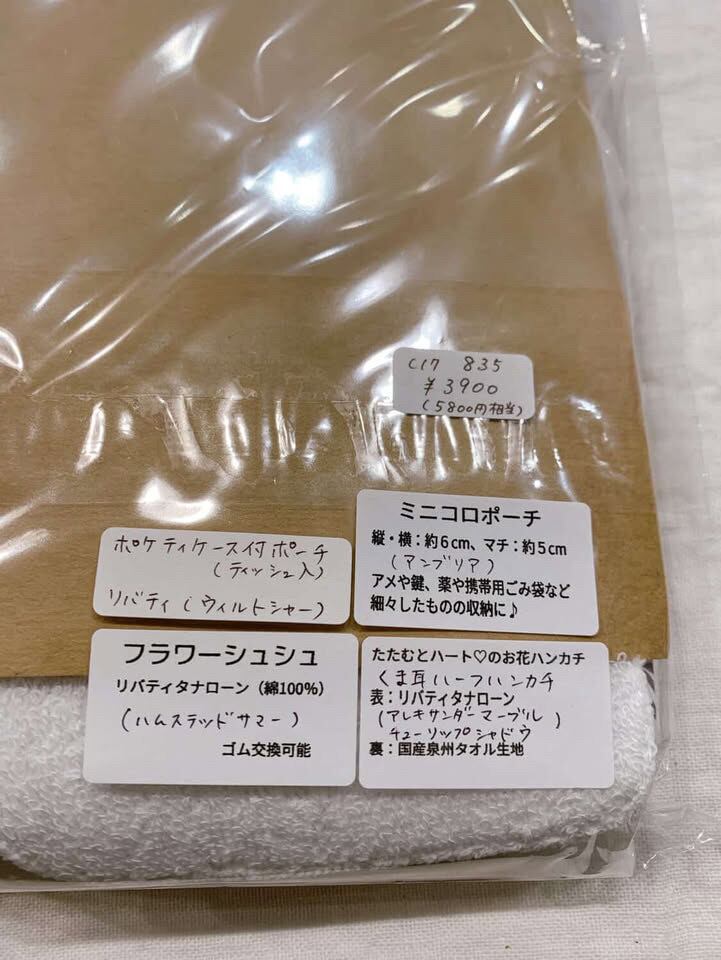 C17 835
¥3900
(5800円相当)
ポケティケース付ポーチ
(ティッシュ入)
リバティ(ウィルトシャー)
ミニコロポーチ
縦・横:約6cm、マチ:約5cm
(アンブリア)
アメや鍵、薬や携帯用ごみ袋など
細々したものの収納に♪
フラワーシュシュ
リバティタナローン(綿100%)
(ハムステッドサマー)
ゴム交換可能
たたむとハート♡のお花ハンカチ
くま耳ハーフハンカチ
表:リバティタナローン
(アレキサンダーマーブル
チューリップシャドウ)
裏:国産泉州タオル生地